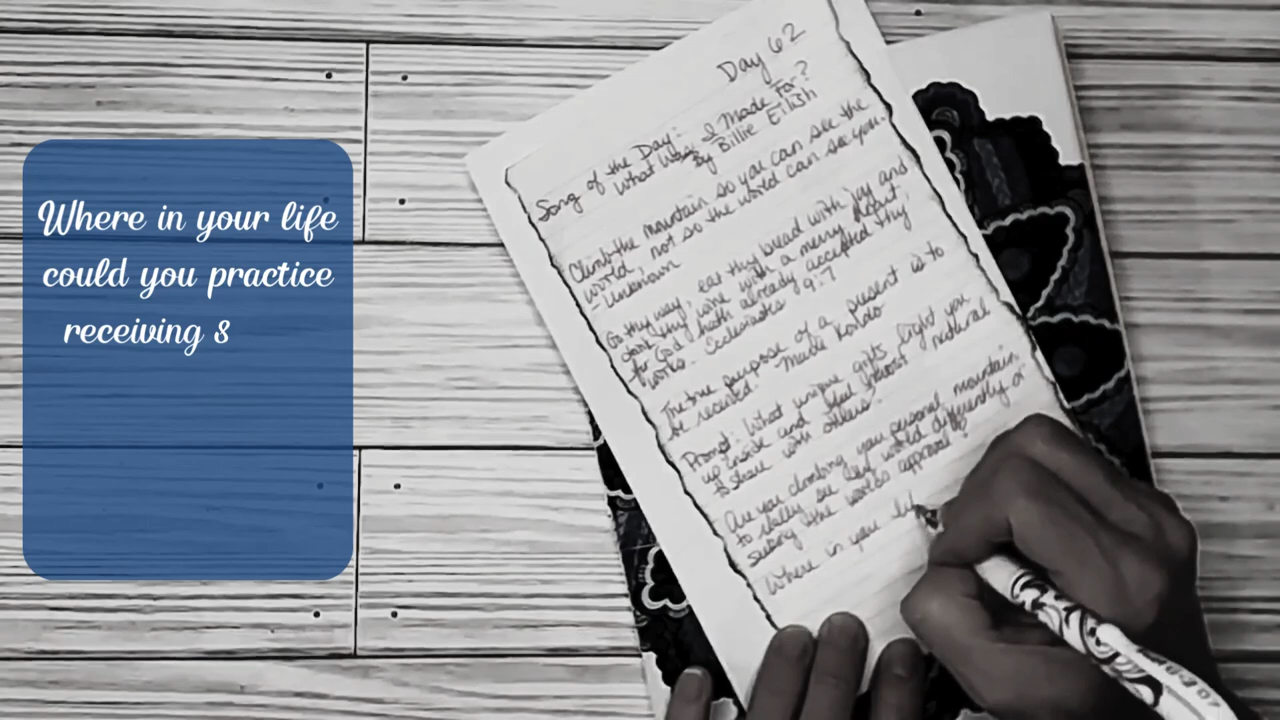 Where in your life
could you practice
receiving 8
Day 62
Song of the Day:
What Was I Made For?
By Billie Eilish
Climb the mountain so you can see the
world, not so the world can see you.
- Unknown
Go thy way, eat thy bread with joy and
drink thy wine with a merry heart,
for God hath already accepted thy
works. Ecclesiastes 9:7
The true purpose of a present is to
be received. -Marie Kondo
Prompt: What unique gifts light you
up inside and feel most natural
to share with others?
Are you climbing your personal mountain
to really see the world differently or
seeking the worlds approval?
Where in your lif